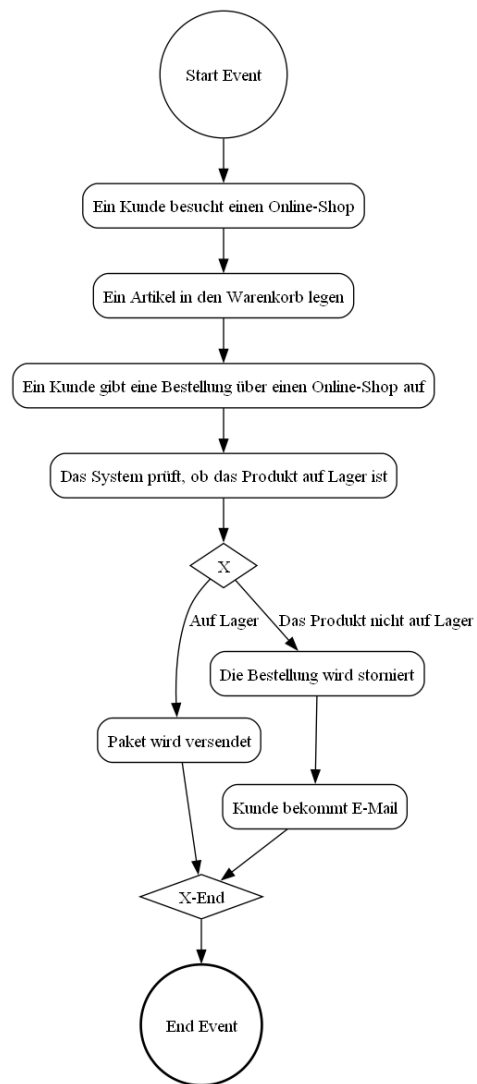 Start Event
Ein Kunde besucht einen Online-Shop
Ein Artikel in den Warenkorb legen
Ein Kunde gibt eine Bestellung über einen Online-Shop auf
Das System prüft, ob das Produkt auf Lager ist
X
Auf Lager
Das Produkt nicht auf Lager
Die Bestellung wird storniert
Paket wird versendet
Kunde bekommt E-Mail
X-End
End Event